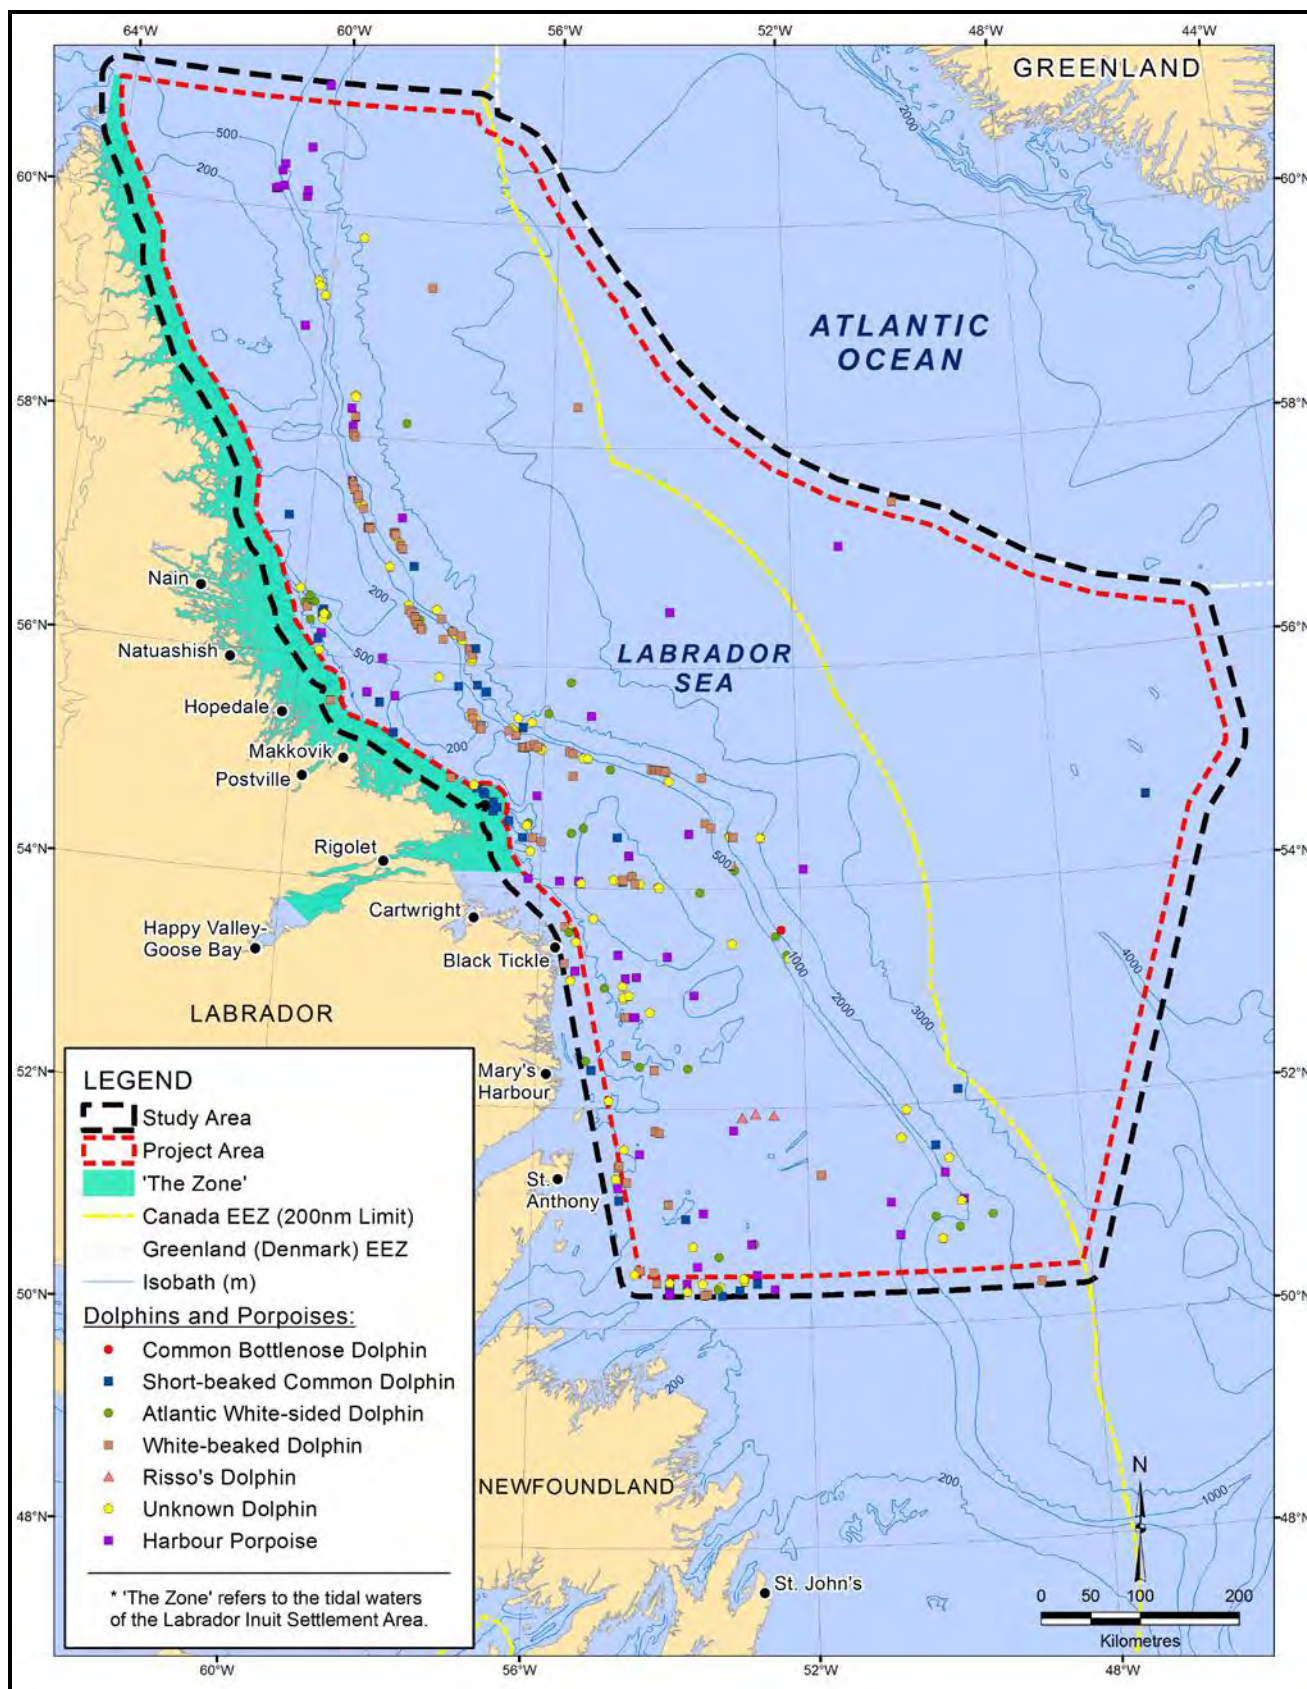 64°W
60°W
56°W
52°W
48°W
44°W
GREENLAND
2000
500
200
60°N
60°N
ATLANTIC
OCEAN
58°N
58°N
Nain
200
56°N
56°N
Natuashish
LABRADOR
SEA
500
Hopedale
200
Makkovik
Postville
54°N
54°N
Rigolet
500
Cartwright
Happy Valley-
Goose Bay
Black Tickle
1000
4000
2000
3000
LABRADOR
52°N
52°N
Mary's
Harbour
St.
Anthony
50°N
50°N
LEGEND
Study Area
Project Area
'The Zone'
Canada EEZ (200nm Limit)
Greenland (Denmark) EEZ
Isobath (m)
Dolphins and Porpoises:
Common Bottlenose Dolphin
Short-beaked Common Dolphin
Atlantic White-sided Dolphin
White-beaked Dolphin
Risso's Dolphin
Unknown Dolphin
Harbour Porpoise
* 'The Zone' refers to the tidal waters
of the Labrador Inuit Settlement Area.
200
NEWFOUNDLAND
200
1000
N
48°N
48°N
St. John's
0 50 100 200
Kilometres
60°W
56°W
52°W
48°W